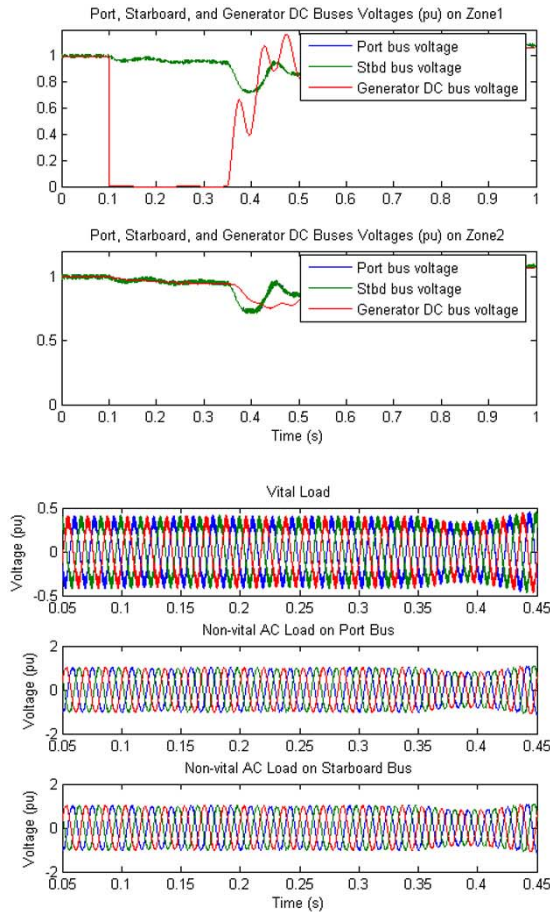 Port, Starboard, and Generator DC Buses Voltages (pu) on Zone1
1
0.8
0.6
0.4
0.2
0
Port bus voltage
Stbd bus voltage
Generator DC bus voltage
0 0.1 0.2 0.3 0.4 0.5 0.6 0.7 0.8 0.9 1
Port, Starboard, and Generator DC Buses Voltages (pu) on Zone2
1
0.5
0
Port bus voltage
Stbd bus voltage
Generator DC bus voltage
0 0.1 0.2 0.3 0.4 0.5 0.6 0.7 0.8 0.9 1
Time (s)
Vital Load
Voltage (pu)
0.5
0
-0.5
0.05 0.1 0.15 0.2 0.25 0.3 0.35 0.4 0.45
Non-vital AC Load on Port Bus
Voltage (pu)
2
0
-2
0.05 0.1 0.15 0.2 0.25 0.3 0.35 0.4 0.45
Non-vital AC Load on Starboard Bus
Voltage (pu)
2
0
-2
0.05 0.1 0.15 0.2 0.25 0.3 0.35 0.4 0.45
Time (s)